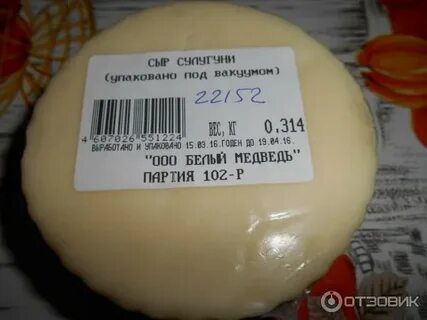 СЫР СУЛУГУНИ
(упаковано под вакуумом)
22152
ВЕС, КГ 0.314
4 607026 551224
ВЫРАБОТАНО И УПАКОВАНО 15.03.16 ГОДЕН ДО 19.04.16
"ООО БЕЛЫЙ МЕДВЕДЬ"
ПАРТИЯ 102-Р
ОТЗОВИК